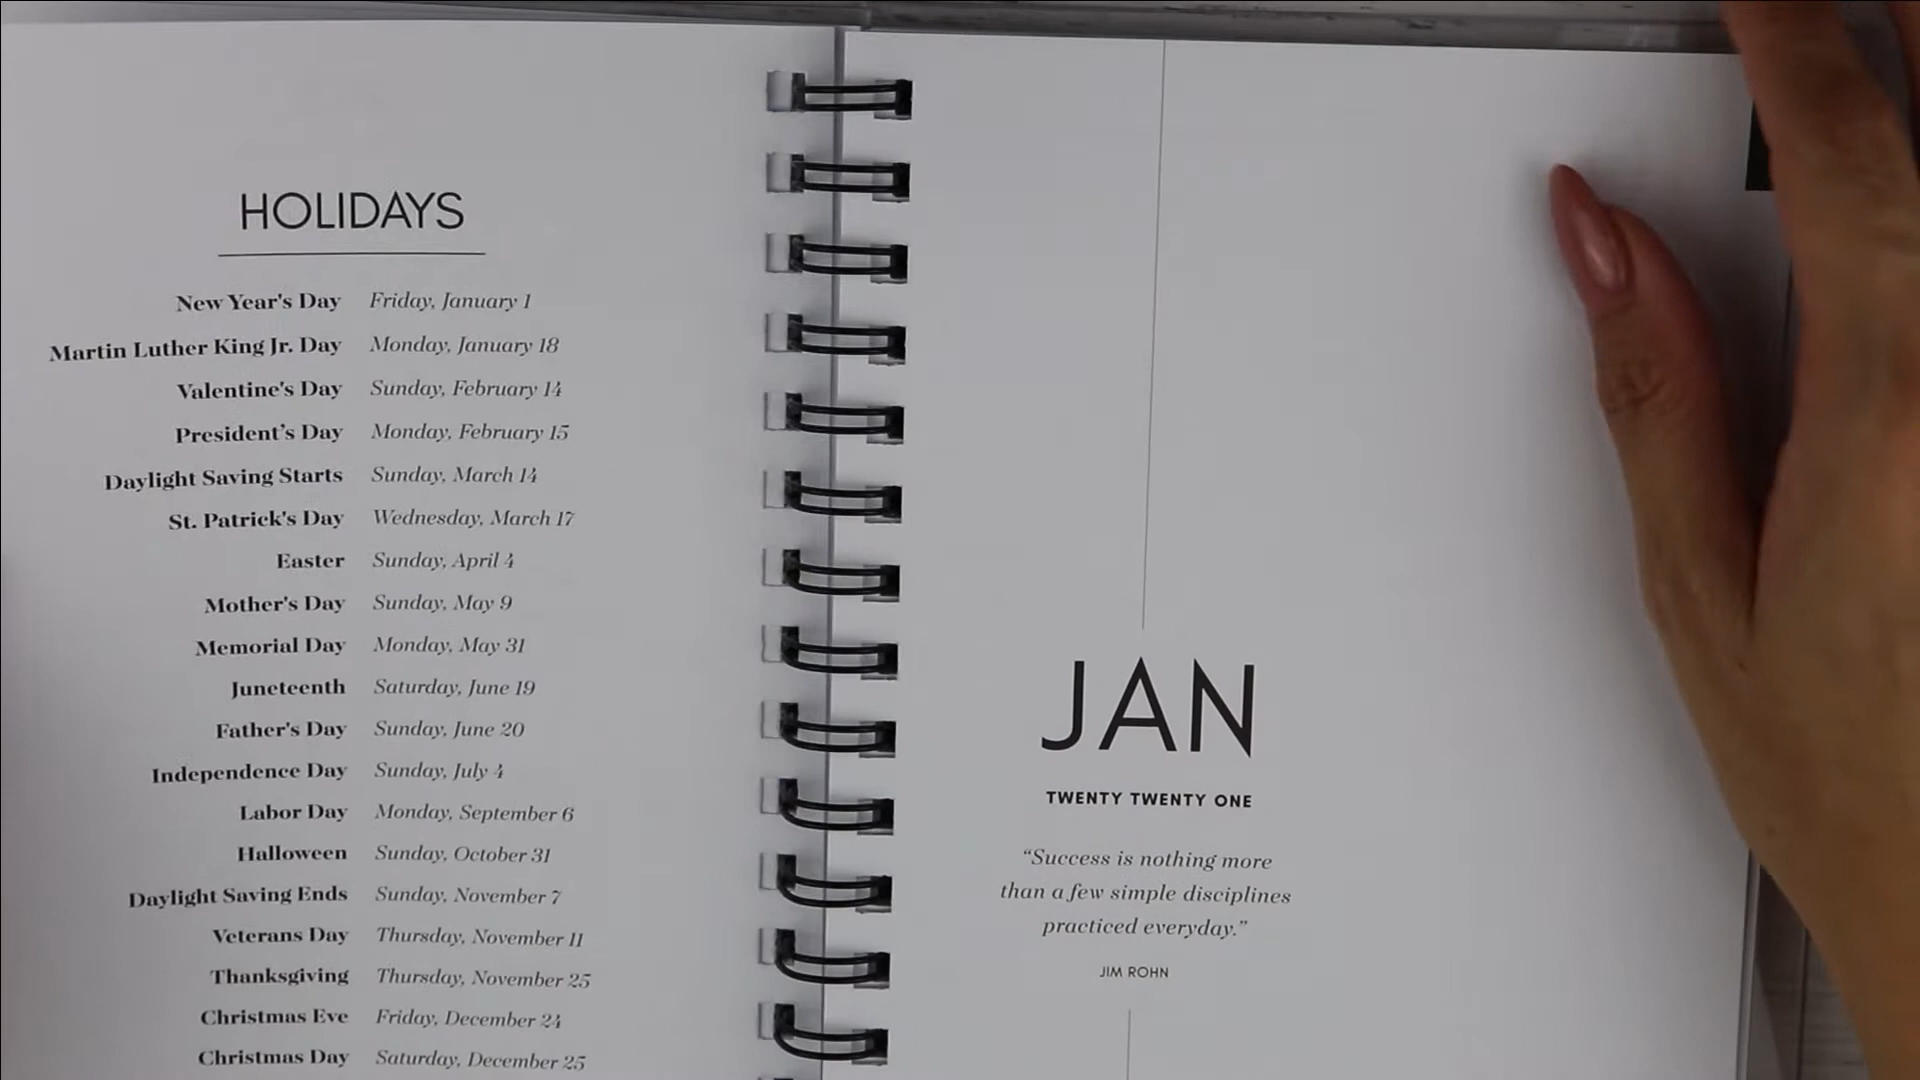 HOLIDAYS
New Year's Day Friday, January 1
Martin Luther King Jr. Day Monday, January 18
Valentine's Day Sunday, February 14
President's Day Monday, February 15
Daylight Saving Starts Sunday, March 14
St. Patrick's Day Wednesday, March 17
Easter Sunday, April 4
Mother's Day Sunday, May 9
Memorial Day Monday, May 31
Juneteenth Saturday, June 19
Father's Day Sunday, June 20
Independence Day Sunday, July 4
Labor Day Monday, September 6
Halloween Sunday, October 31
Daylight Saving Ends Sunday, November 7
Veterans Day Thursday, November 11
Thanksgiving Thursday, November 25
Christmas Eve Friday, December 24
Christmas Day Saturday, December 25
JAN
TWENTY TWENTY ONE
“Success is nothing more
than a few simple disciplines
practiced everyday.”
JIM ROHN